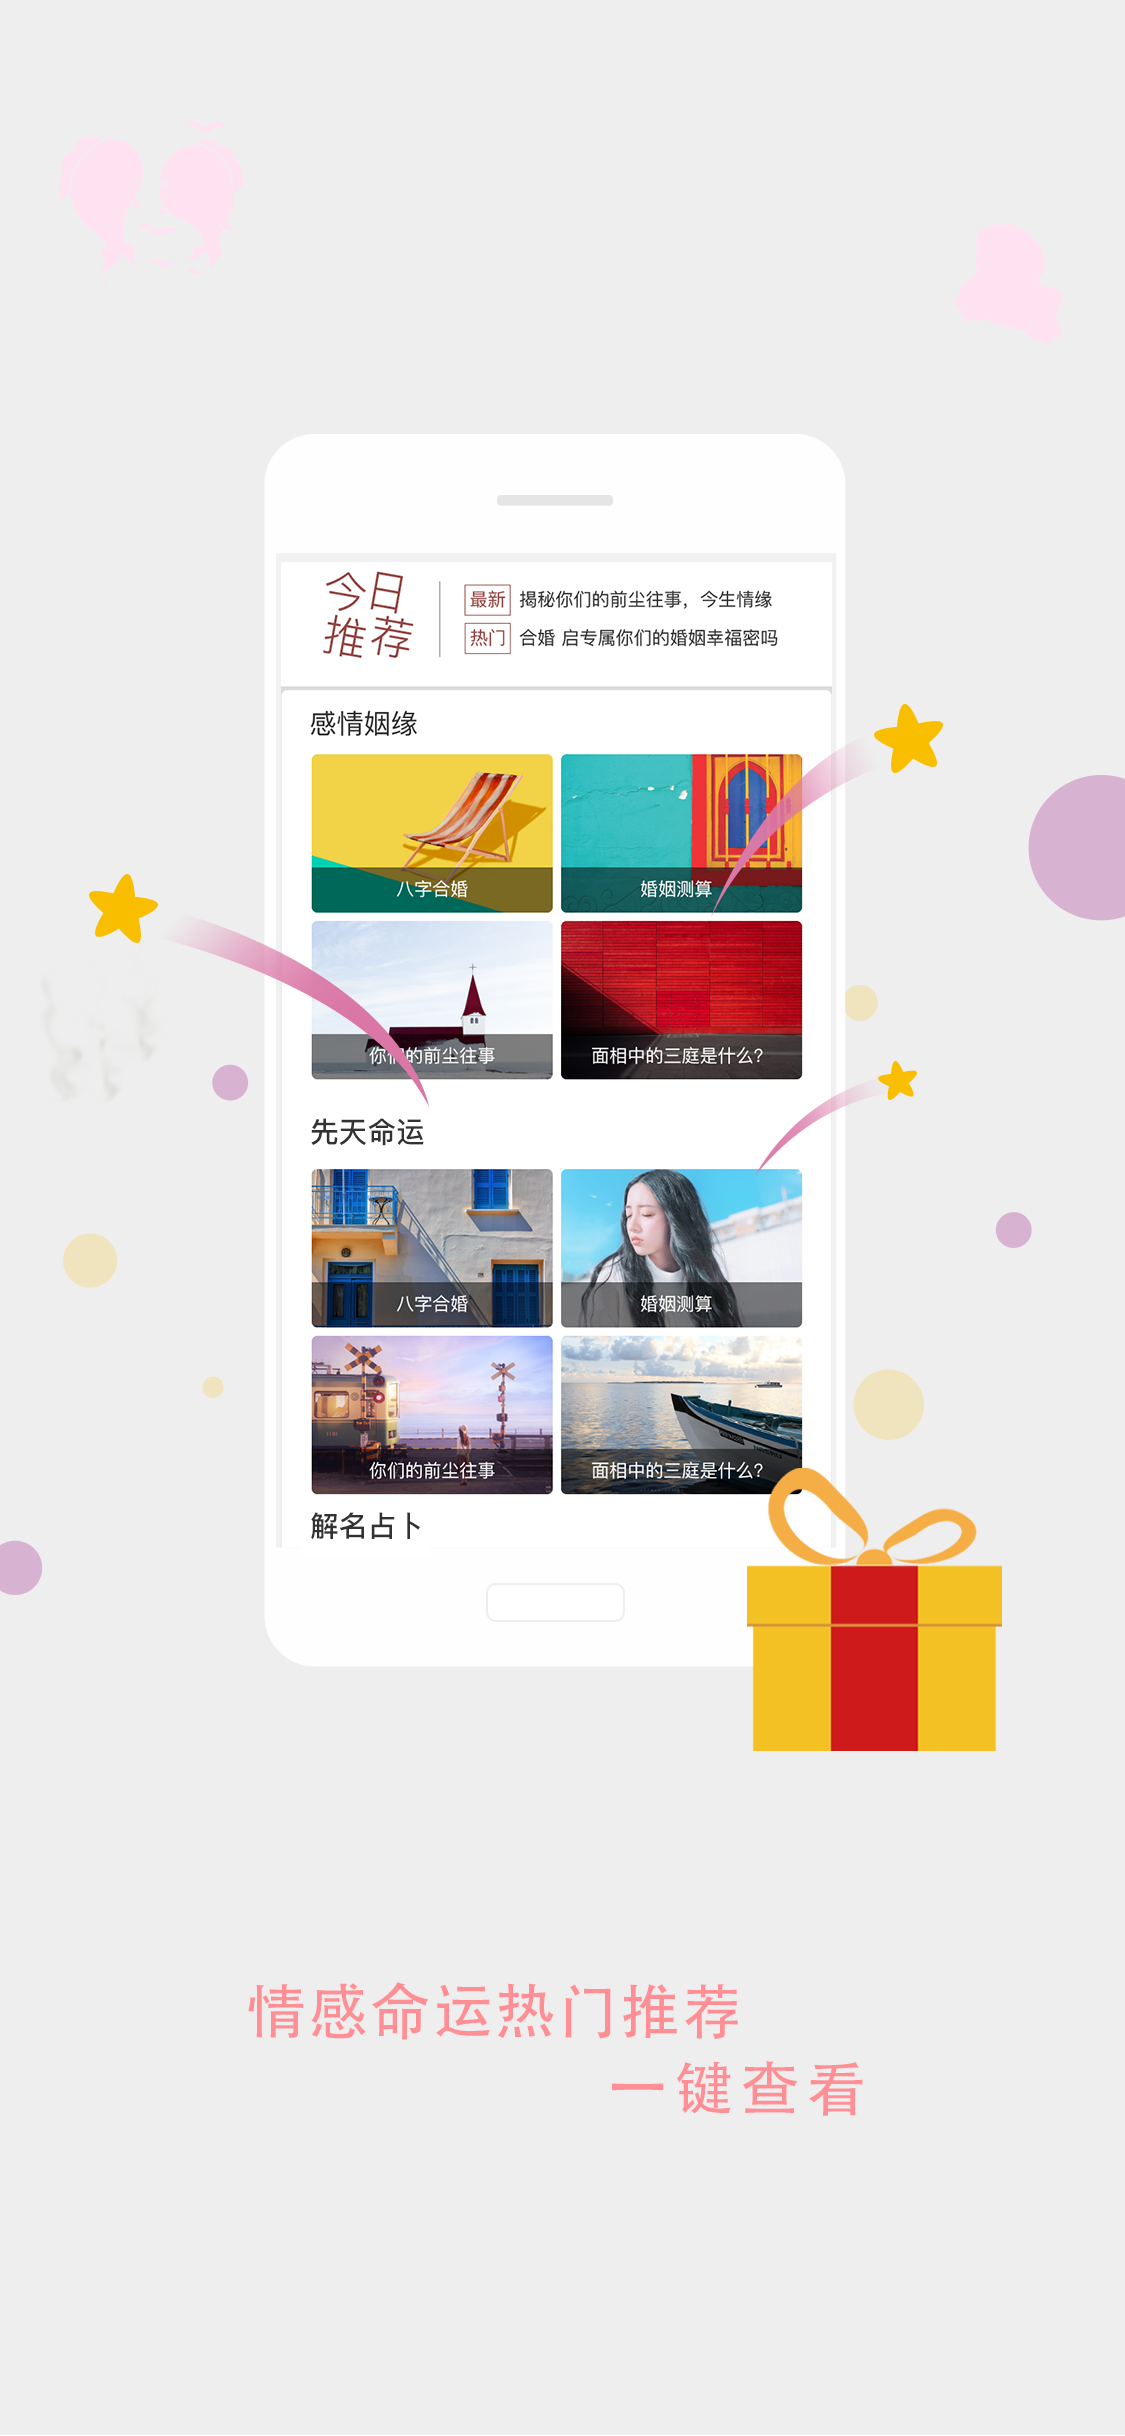 今日
推荐
最新 揭秘你们的前尘往事，今生情缘
热门 合婚 启专属你们的婚姻幸福密吗
感情姻缘
八字合婚 婚姻测算
你们的前尘往事 面相中的三庭是什么？
先天命运
八字合婚 婚姻测算
你们的前尘往事 面相中的三庭是什么？
解名占卜
情感命运热门推荐
一键查看